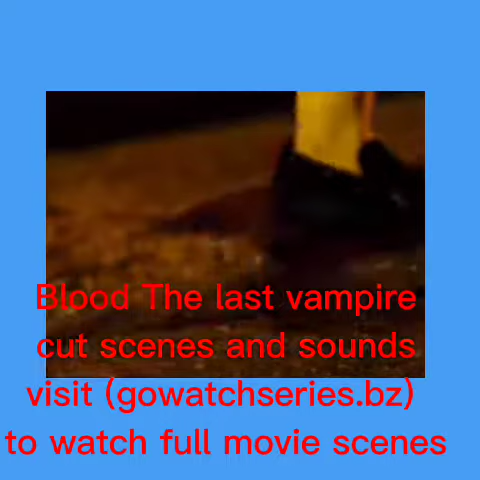 Blood The last vampire
cut scenes and sounds
visit (gowatchseries.bz)
to watch full movie scenes